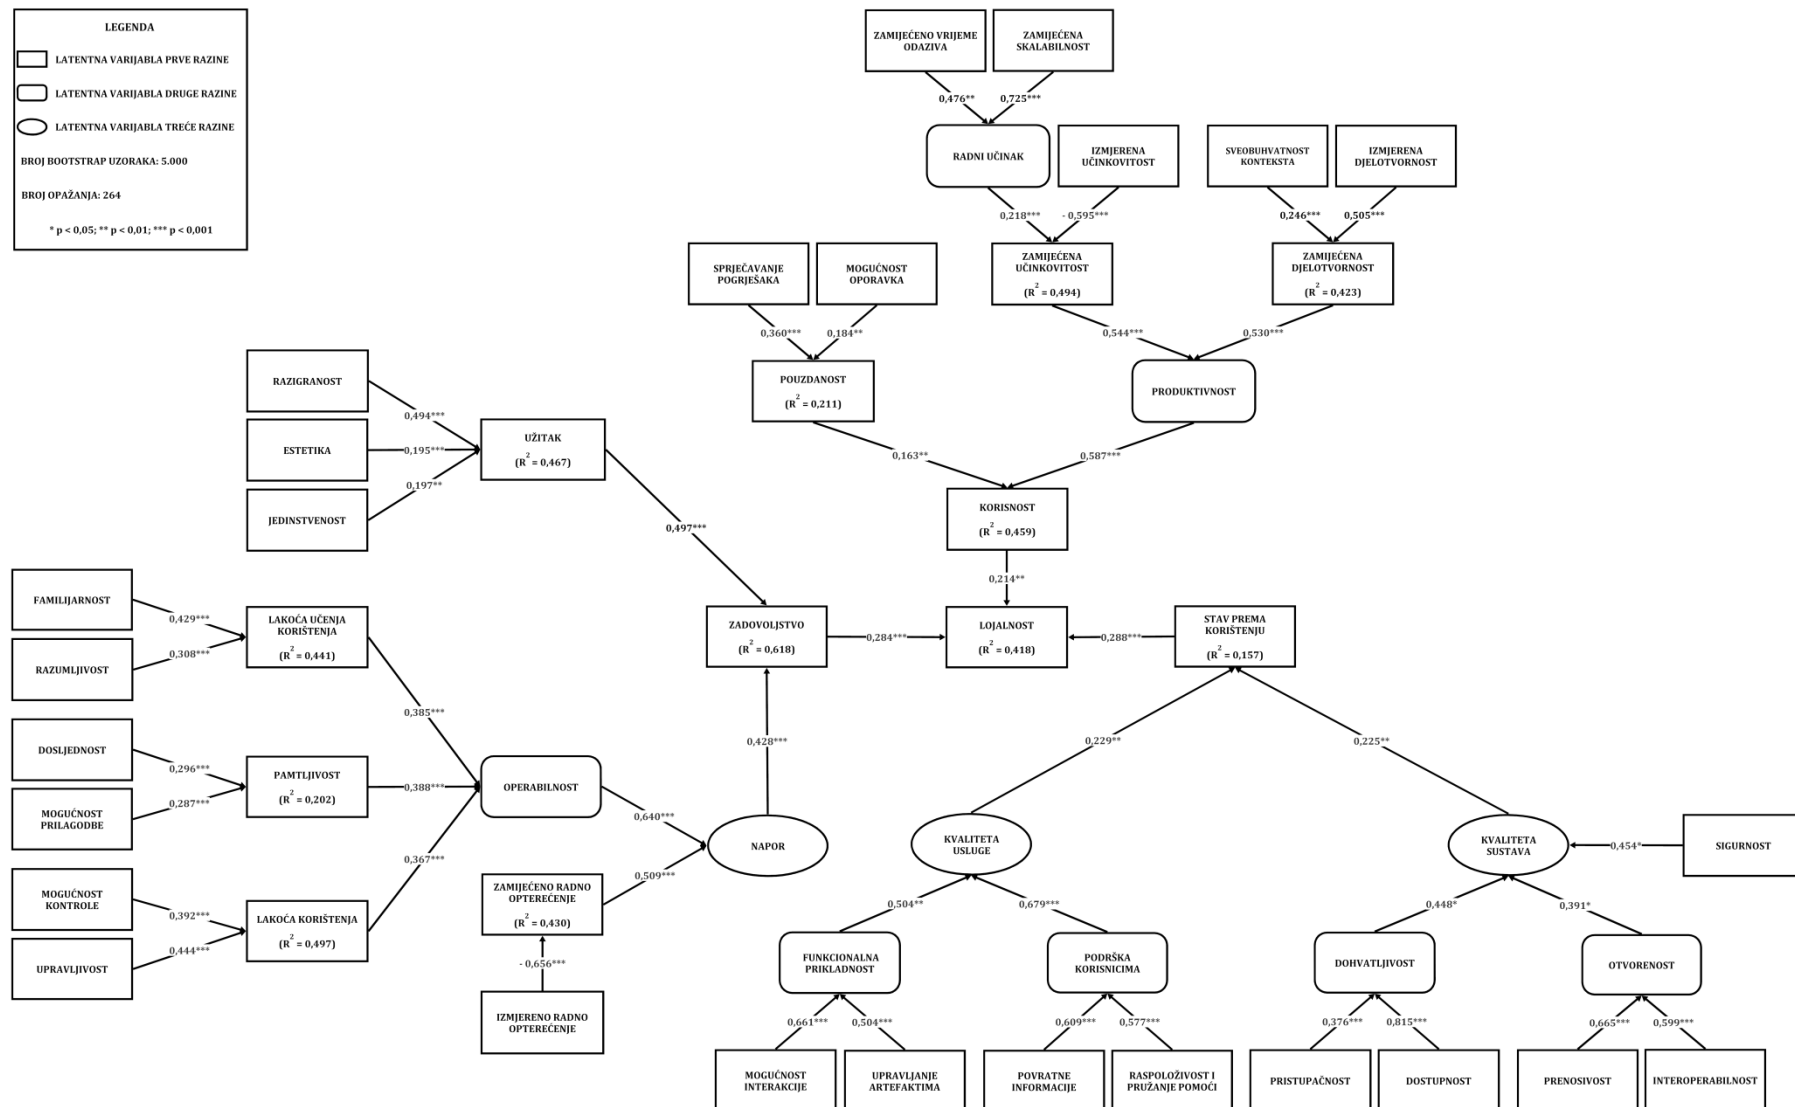 LEGENDA
LATENTNA VARIJABLA PRVE RAZINE
LATENTNA VARIJABLA DRUGE RAZINE
LATENTNA VARIJABLA TREĆE RAZINE
BROJ BOOTSTRAP UZORAKA: 5.000
BROJ OPAŽANJA: 264
* p < 0,05; ** p < 0,01; *** p < 0,001
ZAMIJEĆENO VRIJEME
ODAZIVA
ZAMIJEĆENA
SKALABILNOST
0,476**
0,725***
RADNI UČINAK
IZMJERENA
UČINKOVITOST
SVEOBUHVATNOST
KONTEKSTA
IZMJERENA
DJELOTVORNOST
0,218***
- 0,595***
0,246***
0,505***
SPRJEČAVANJE
POGRJEŠAKA
MOGUĆNOST
OPORAVKA
ZAMIJEĆENA
UČINKOVITOST
(R² = 0,494)
ZAMIJEĆENA
DJELOTVORNOST
(R² = 0,423)
0,360***
0,184**
0,544***
0,530***
RAZIGRANOST
POUZDANOST
(R² = 0,211)
PRODUKTIVNOST
0,494***
ESTETIKA
0,195***
UŽITAK
(R² = 0,467)
0,163**
0,587***
0,197**
JEDINSTVENOST
KORISNOST
(R² = 0,459)
0,497***
0,214**
FAMILIJARNOST
0,429***
LAKOĆA UČENJA
KORIŠTENJA
(R² = 0,441)
0,308***
RAZUMLJIVOST
ZADOVOLJSTVO
(R² = 0,618)
0,284***
LOJALNOST
(R² = 0,418)
0,288***
STAV PREMA
KORIŠTENJU
(R² = 0,157)
0,385***
DOSLJEDNOST
0,296***
PAMTLJIVOST
(R² = 0,202)
0,388***
OPERABILNOST
0,428***
0,229**
0,225**
0,287***
MOGUĆNOST
PRILAGODBE
0,640***
NAPOR
KVALITETA
USLUGE
KVALITETA
SUSTAVA
0,454*
SIGURNOST
0,367***
0,509***
MOGUĆNOST
KONTROLE
0,392***
LAKOĆA KORIŠTENJA
(R² = 0,497)
0,444***
UPRAVLJIVOST
ZAMIJEĆENO RADNO
OPTEREĆENJE
(R² = 0,430)
0,504**
0,679***
0,448*
0,391*
- 0,656***
FUNKCIONALNA
PRIKLADNOST
PODRŠKA
KORISNICIMA
DOHVATLJIVOST
OTVORENOST
IZMJERENO RADNO
OPTEREĆENJE
0,661***
0,504***
0,609***
0,577***
0,376***
0,815***
0,665***
0,599***
MOGUĆNOST
INTERAKCIJE
UPRAVLJANJE
ARTEFAKTIMA
POVRATNE
INFORMACIJE
RASPOLOŽIVOST I
PRUŽANJE POMOĆI
PRISTUPAČNOST
DOSTUPNOST
PRENOSIVOST
INTEROPERABILNOST